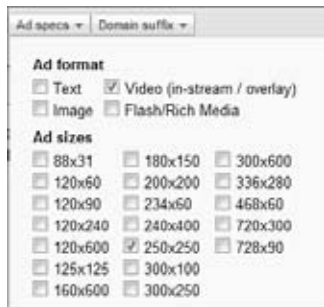 Ad specs Domain suffix
Ad format
Text Video (in-stream / overlay)
Image Flash/Rich Media
Ad sizes
88x31 180x150 300x600
120x60 200x200 336x280
120x90 234x60 468x60
120x240 240x400 720x300
120x600 250x250 728x90
125x125 300x100
160x600 300x250